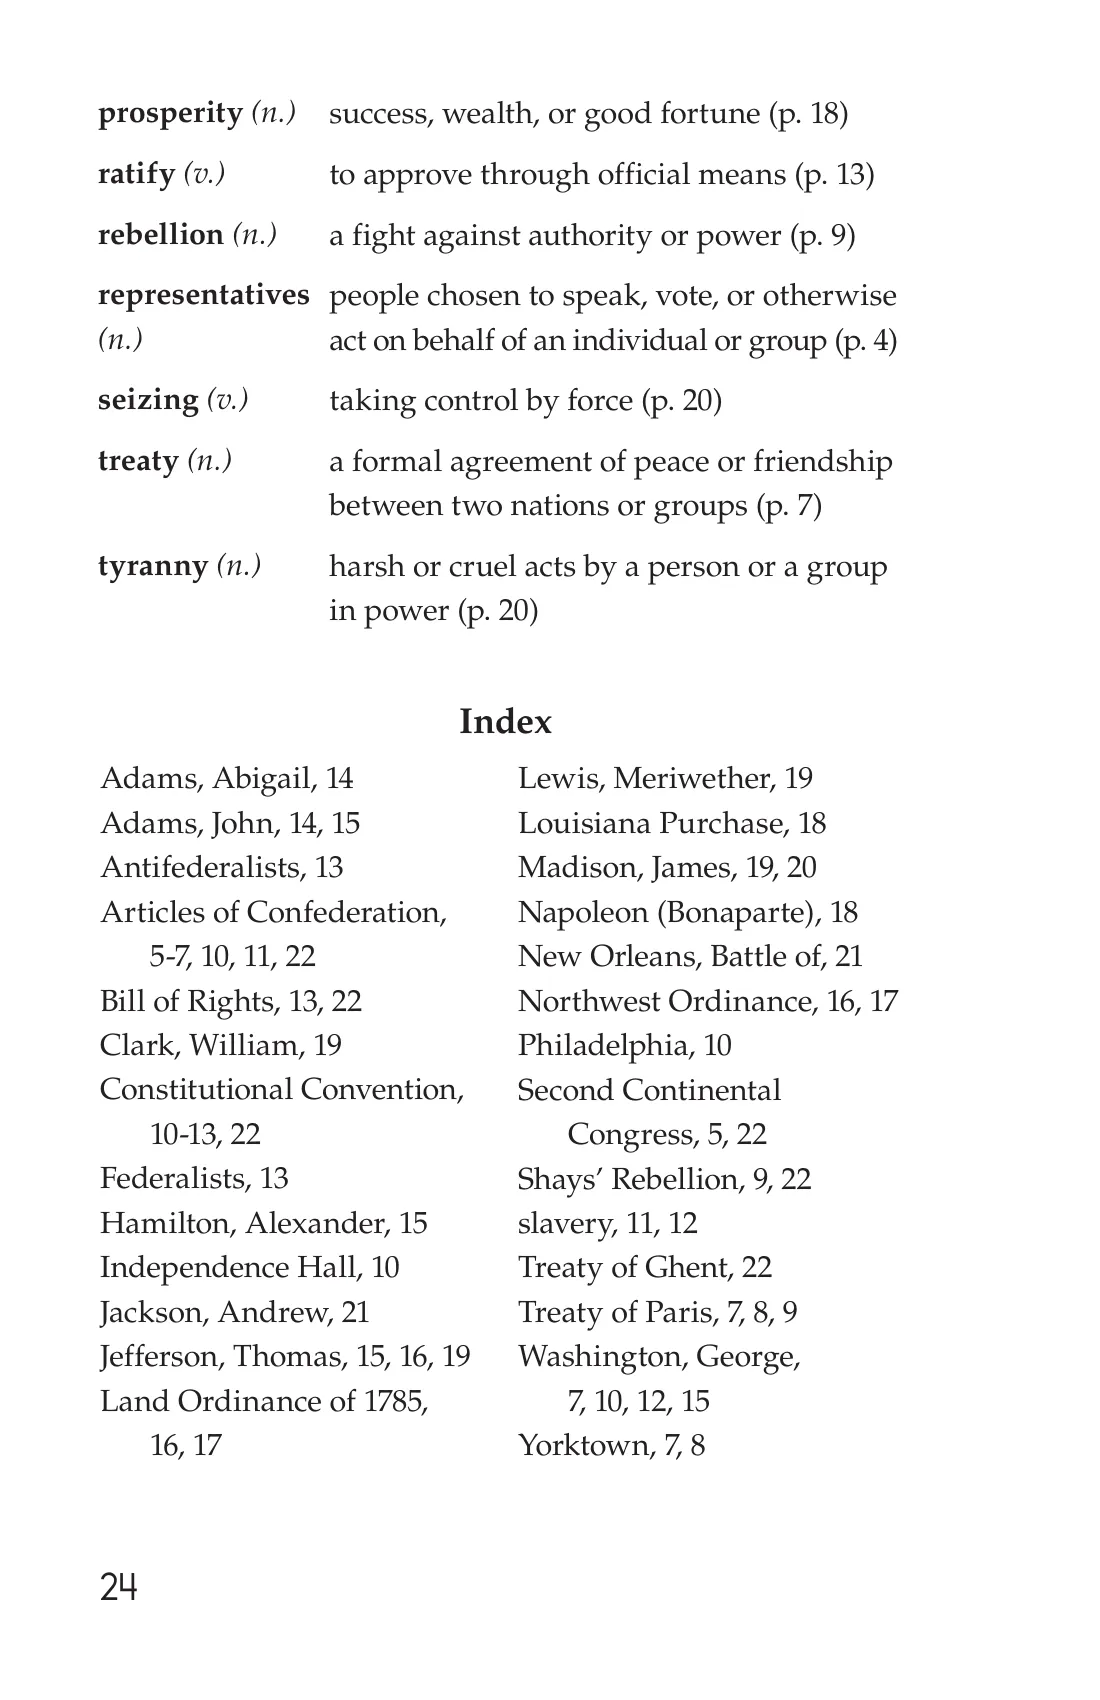 prosperity (n.) success, wealth, or good fortune (p. 18)
ratify (v.) to approve through official means (p. 13)
rebellion (n.) a fight against authority or power (p. 9)
representatives people chosen to speak, vote, or otherwise
(n.) act on behalf of an individual or group (p. 4)
seizing (v.) taking control by force (p. 20)
treaty (n.) a formal agreement of peace or friendship
between two nations or groups (p. 7)
tyranny (n.) harsh or cruel acts by a person or a group
in power (p. 20)
Index
Adams, Abigail, 14
Adams, John, 14, 15
Antifederalists, 13
Articles of Confederation,
5-7, 10, 11, 22
Bill of Rights, 13, 22
Clark, William, 19
Constitutional Convention,
10-13, 22
Federalists, 13
Hamilton, Alexander, 15
Independence Hall, 10
Jackson, Andrew, 21
Jefferson, Thomas, 15, 16, 19
Land Ordinance of 1785,
16, 17
Lewis, Meriwether, 19
Louisiana Purchase, 18
Madison, James, 19, 20
Napoleon (Bonaparte), 18
New Orleans, Battle of, 21
Northwest Ordinance, 16, 17
Philadelphia, 10
Second Continental
Congress, 5, 22
Shays’ Rebellion, 9, 22
slavery, 11, 12
Treaty of Ghent, 22
Treaty of Paris, 7, 8, 9
Washington, George,
7, 10, 12, 15
Yorktown, 7, 8
24